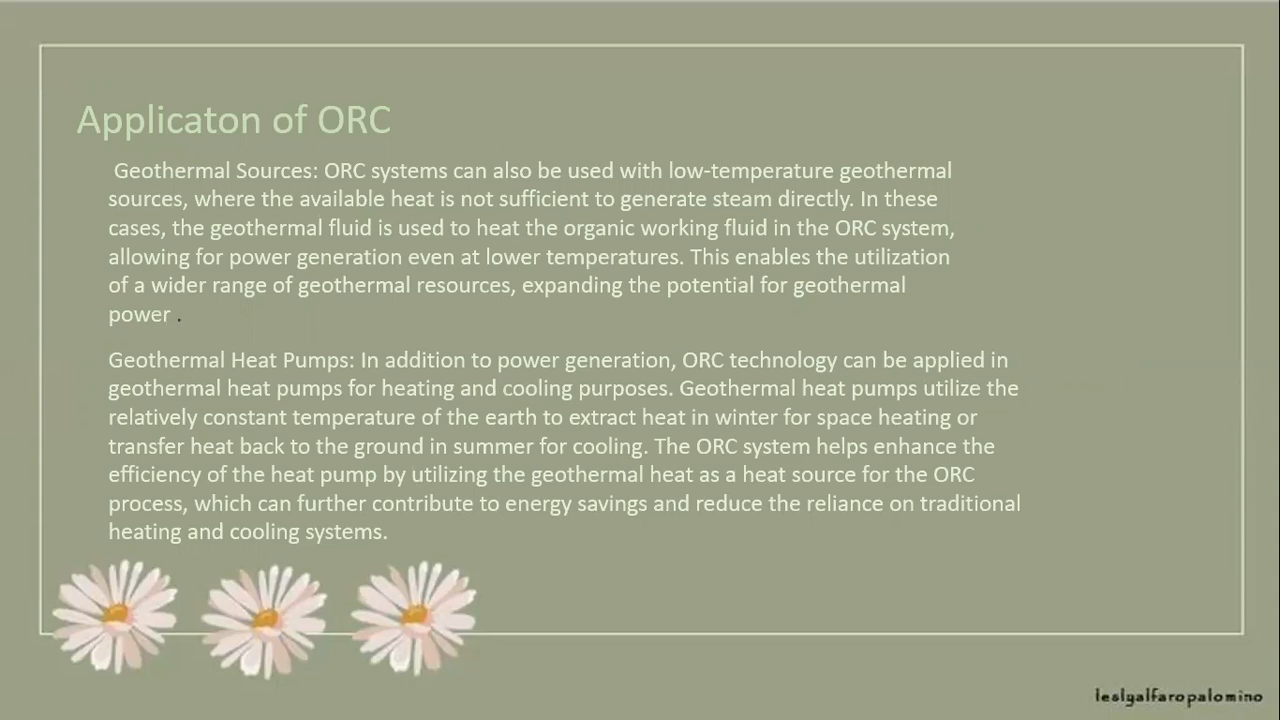 Applicaton of ORC
Geothermal Sources: ORC systems can also be used with low-temperature geothermal
sources, where the available heat is not sufficient to generate steam directly. In these
cases, the geothermal fluid is used to heat the organic working fluid in the ORC system,
allowing for power generation even at lower temperatures. This enables the utilization
of a wider range of geothermal resources, expanding the potential for geothermal
power .
Geothermal Heat Pumps: In addition to power generation, ORC technology can be applied in
geothermal heat pumps for heating and cooling purposes. Geothermal heat pumps utilize the
relatively constant temperature of the earth to extract heat in winter for space heating or
transfer heat back to the ground in summer for cooling. The ORC system helps enhance the
efficiency of the heat pump by utilizing the geothermal heat as a heat source for the ORC
process, which can further contribute to energy savings and reduce the reliance on traditional
heating and cooling systems.
leslyalfaropalomino